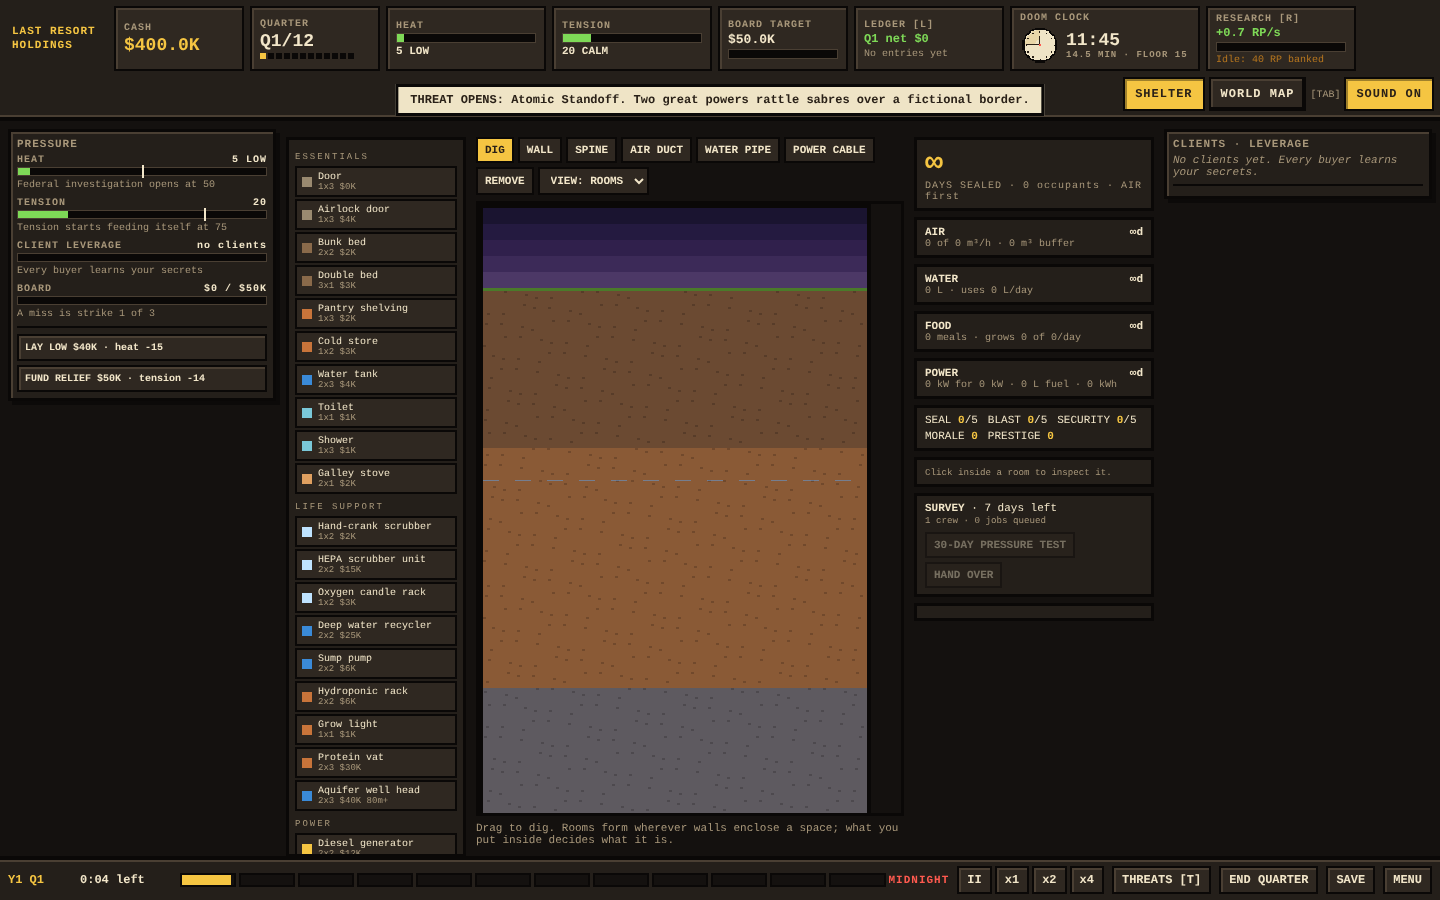 LAST RESORT
HOLDINGS
CASH
$400.0K
QUARTER
Q1/12
HEAT
5 LOW
TENSION
20 CALM
BOARD TARGET
$50.0K
LEDGER [L]
Q1 net $0
No entries yet
DOOM CLOCK
11:45
14.5 MIN · FLOOR 15
RESEARCH [R]
+0.7 RP/s
Idle: 40 RP banked
THREAT OPENS: Atomic Standoff. Two great powers rattle sabres over a fictional border.
SHELTER
WORLD MAP
[TAB]
SOUND ON
PRESSURE
HEAT 5 LOW
Federal investigation opens at 50
TENSION 20
Tension starts feeding itself at 75
CLIENT LEVERAGE no clients
Every buyer learns your secrets
BOARD $0 / $50K
A miss is strike 1 of 3
LAY LOW $40K · heat -15
FUND RELIEF $50K · tension -14
ESSENTIALS
Door
1x3 $0K
Airlock door
1x3 $4K
Bunk bed
2x2 $2K
Double bed
3x1 $3K
Pantry shelving
1x3 $2K
Cold store
1x2 $3K
Water tank
2x3 $4K
Toilet
1x1 $1K
Shower
1x3 $1K
Galley stove
2x1 $2K
LIFE SUPPORT
Hand-crank scrubber
1x2 $2K
HEPA scrubber unit
2x2 $15K
Oxygen candle rack
1x2 $3K
Deep water recycler
2x2 $25K
Sump pump
2x2 $6K
Hydroponic rack
2x2 $6K
Grow light
1x1 $1K
Protein vat
2x3 $30K
Aquifer well head
2x3 $40K 80m+
POWER
Diesel generator
2x2 $12K
DIG
WALL
SPINE
AIR DUCT
WATER PIPE
POWER CABLE
REMOVE
VIEW: ROOMS
Drag to dig. Rooms form wherever walls enclose a space; what you
put inside decides what it is.
∞
DAYS SEALED · 0 occupants · AIR
first
AIR ∞d
0 of 0 m³/h · 0 m³ buffer
WATER ∞d
0 L · uses 0 L/day
FOOD ∞d
0 meals · grows 0 of 0/day
POWER ∞d
0 kW for 0 kW · 0 L fuel · 0 kWh
SEAL 0/5 BLAST 0/5 SECURITY 0/5
MORALE 0 PRESTIGE 0
Click inside a room to inspect it.
SURVEY · 7 days left
1 crew · 0 jobs queued
30-DAY PRESSURE TEST
HAND OVER
CLIENTS · LEVERAGE
No clients yet. Every buyer learns
your secrets.
Y1 Q1
0:04 left
MIDNIGHT
II
x1
x2
x4
THREATS [T]
END QUARTER
SAVE
MENU